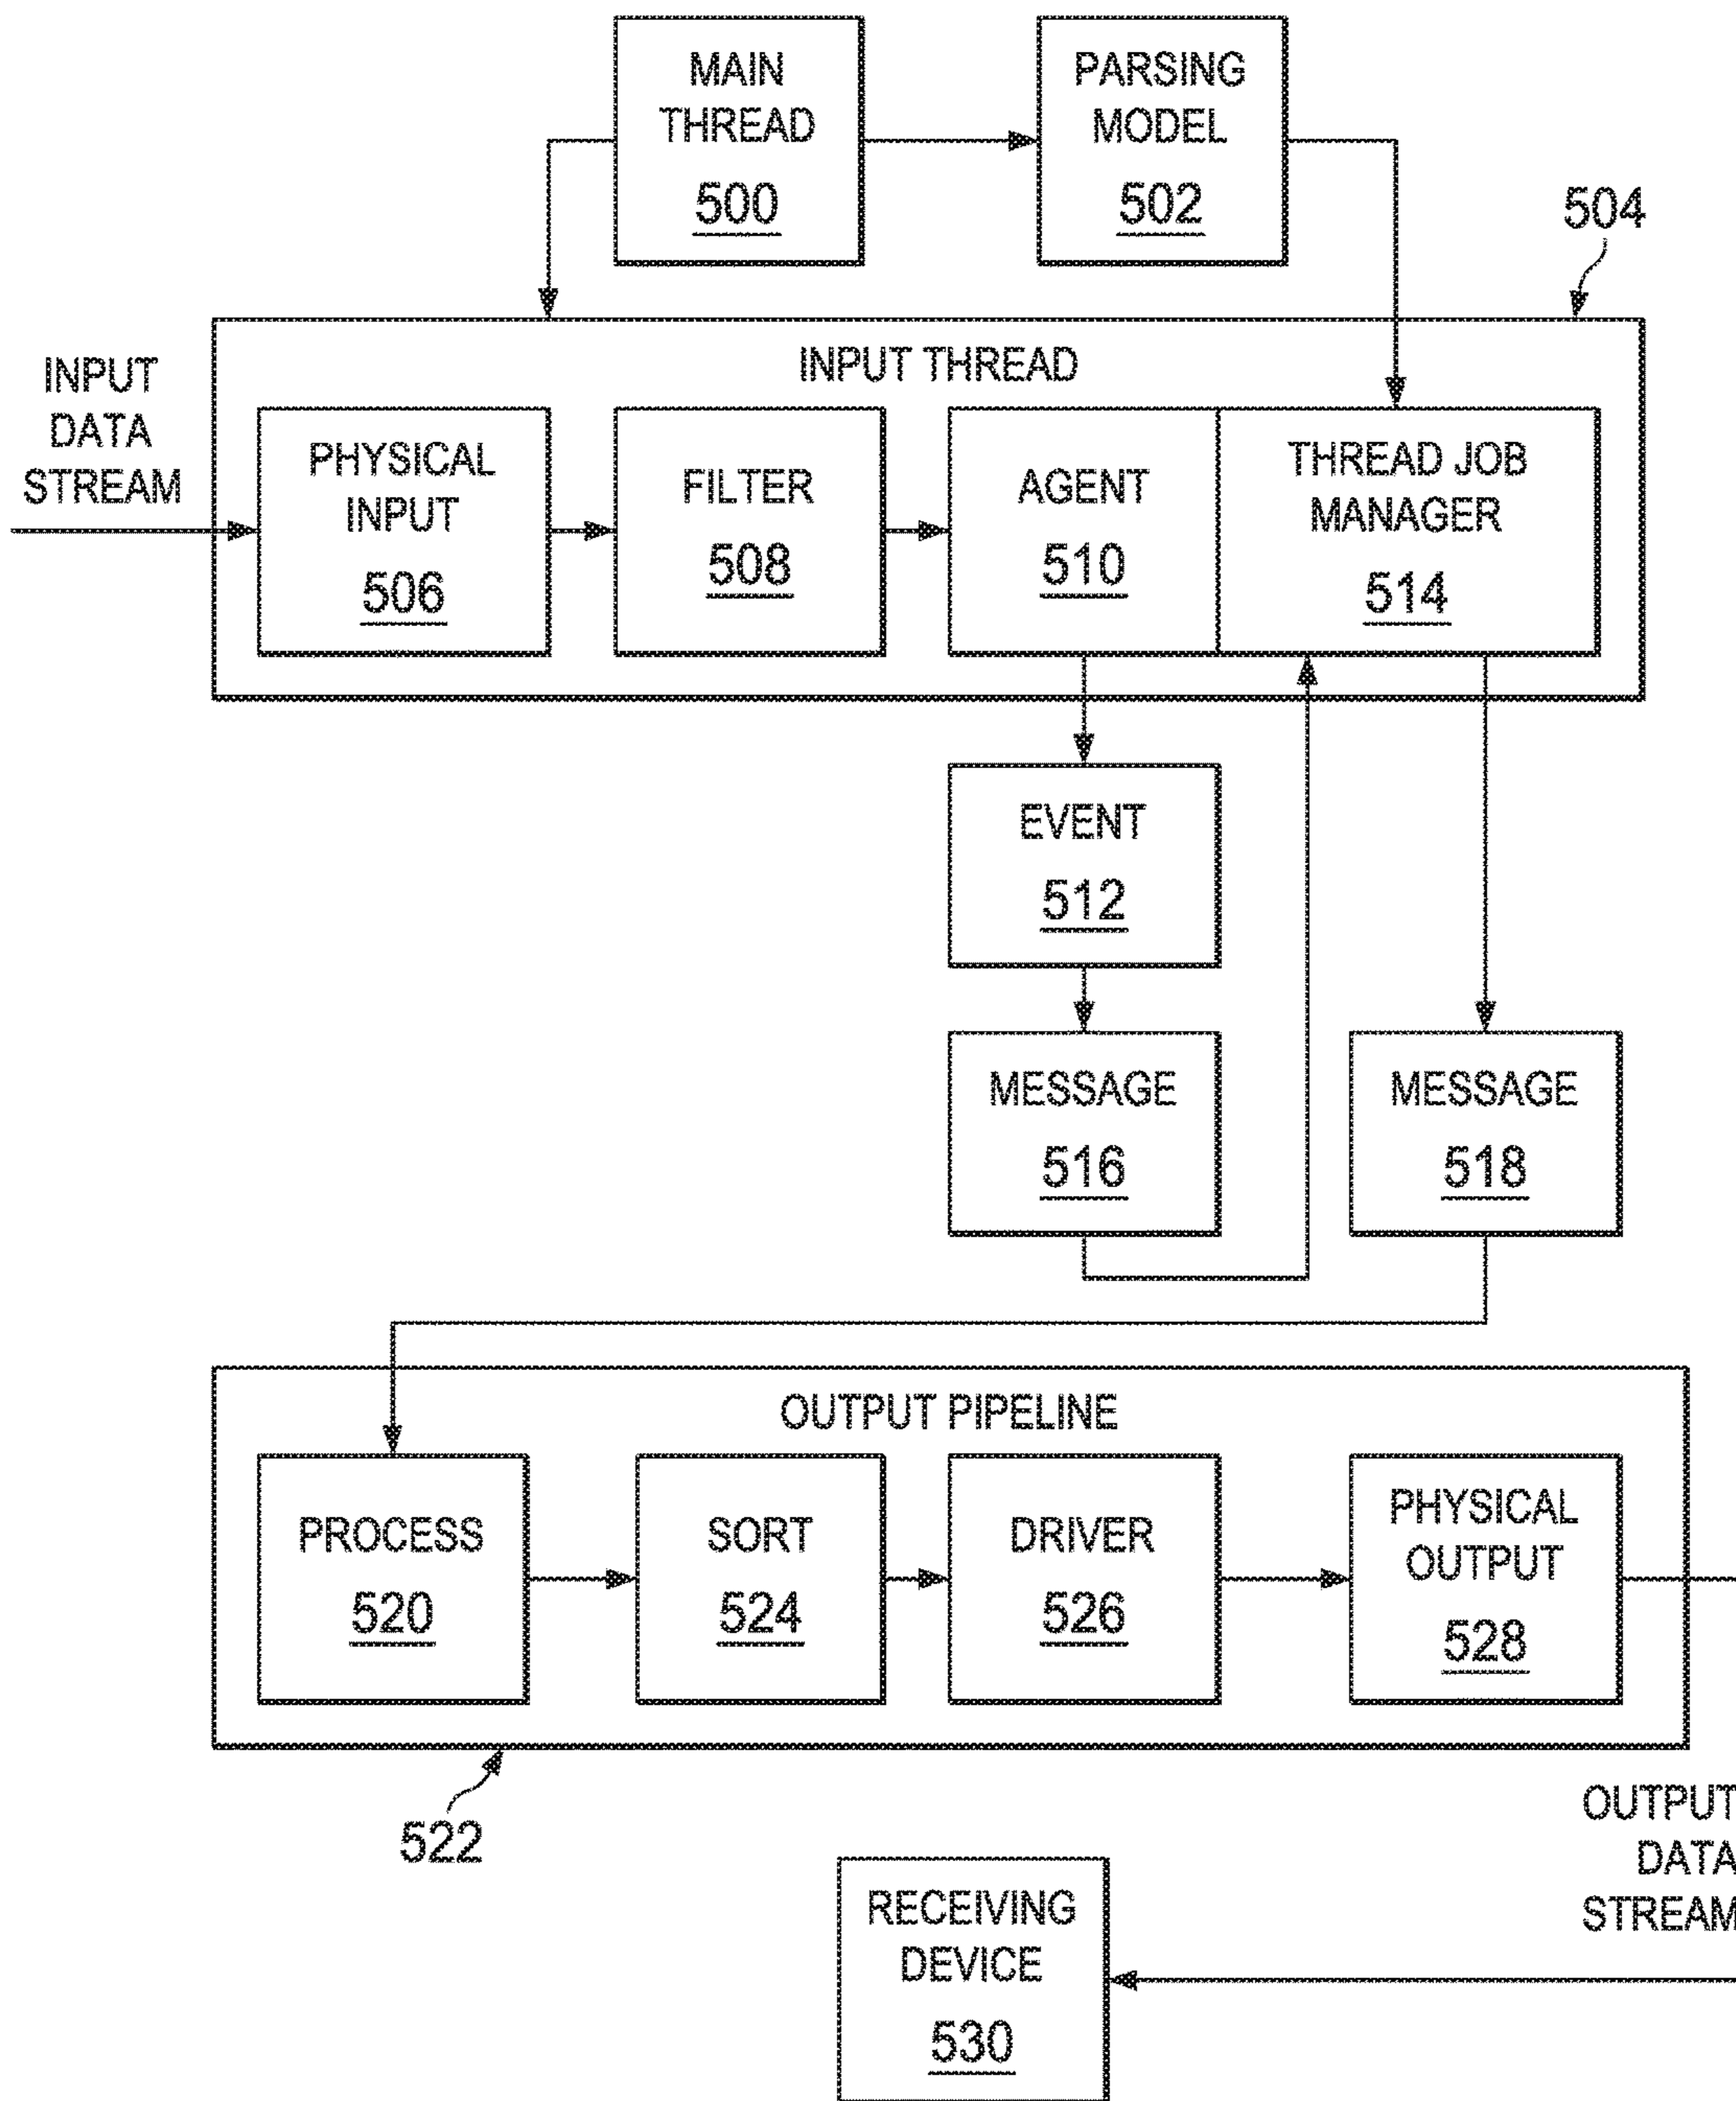 MAIN
THREAD
500
PARSING
MODEL
502
504
INPUT THREAD
INPUT
DATA
STREAM
PHYSICAL
INPUT
506
FILTER
508
AGENT
510
THREAD JOB
MANAGER
514
EVENT
512
MESSAGE
516
MESSAGE
518
OUTPUT PIPELINE
PROCESS
520
SORT
524
DRIVER
526
PHYSICAL
OUTPUT
528
522
OUTPUT
DATA
STREAM
RECEIVING
DEVICE
530